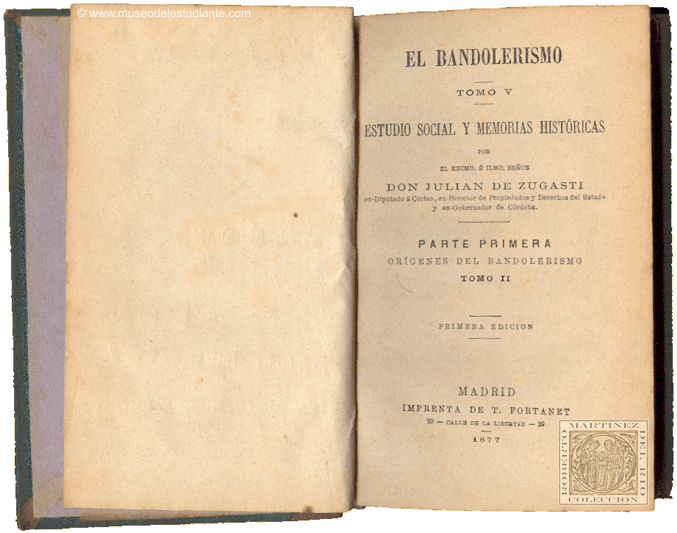 © www.museodelestudiante.com
EL BANDOLERISMO
TOMO V
ESTUDIO SOCIAL Y MEMORIAS HISTÓRICAS
POR
EL EXCMO. É ILMO. SEÑOR
DON JULIAN DE ZUGASTI
ex-Diputado á Córtes, ex-Director de Propiedades y Derechos del Estado
y ex-Gobernador de Córdoba.
PARTE PRIMERA
ORÍGENES DEL BANDOLERISMO
TOMO II
PRIMERA EDICION
MADRID
IMPRENTA DE T. FORTANET
29 — CALLE DE LA LIBERTAD — 29
1877
ROBERTO MARTINEZ DEL RIO
COLECCION